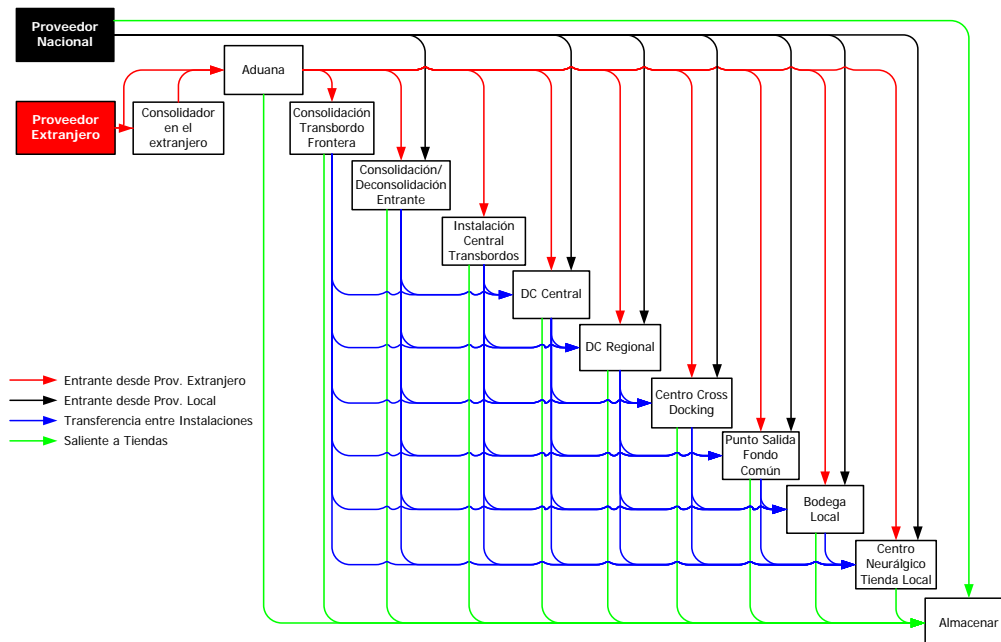 Proveedor
Nacional
Aduana
Proveedor
Extranjero
Consolidador
en el
extranjero
Consolidación
Transbordo
Frontera
Consolidación/
Deconsolidación
Entrante
Instalación
Central
Transbordos
DC Central
DC Regional
Centro Cross
Docking
Punto Salida
Fondo
Común
Bodega
Local
Centro
Neurálgico
Tienda Local
Almacenar
Entrante desde Prov. Extranjero
Entrante desde Prov. Local
Transferencia entre Instalaciones
Saliente a Tiendas